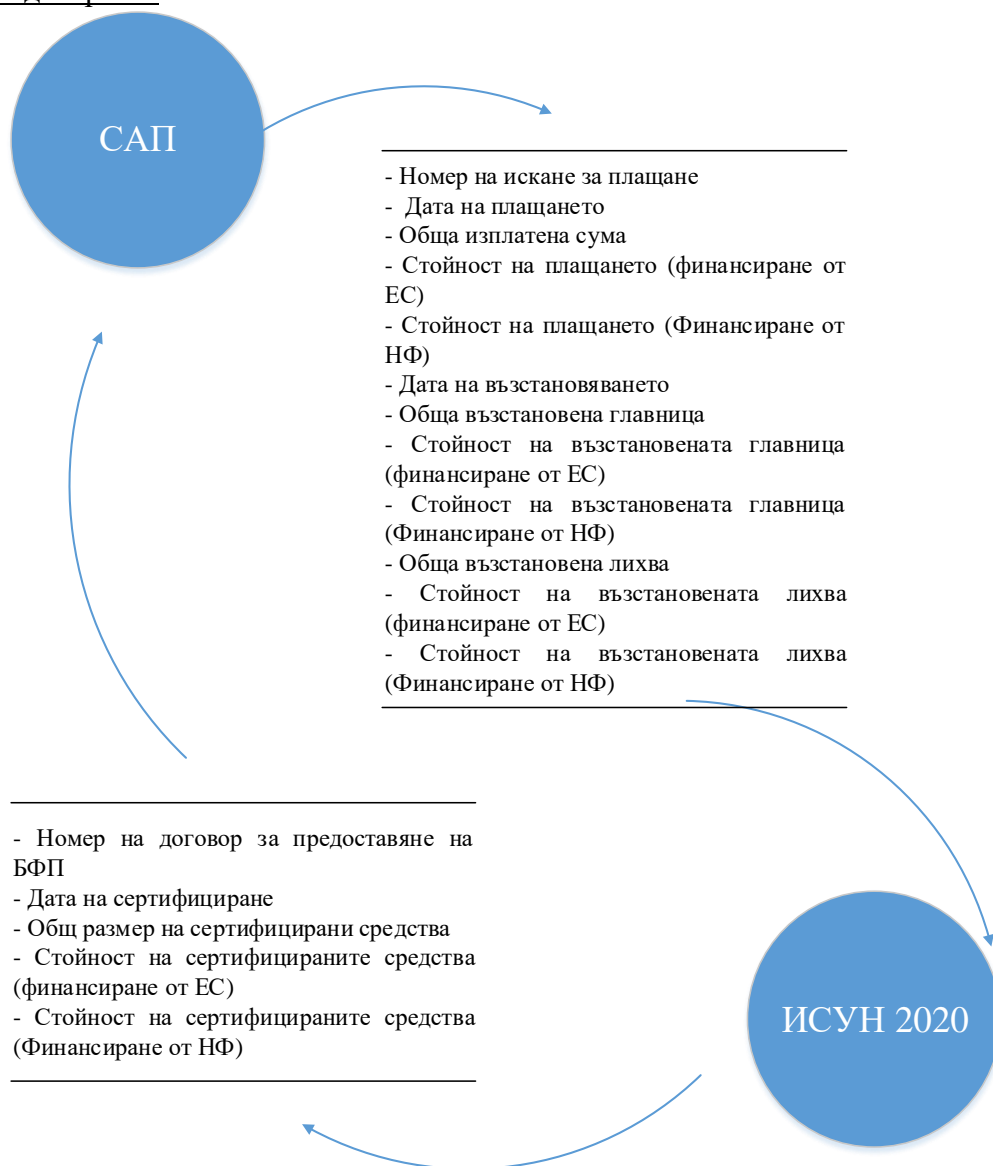 САП
- Номер на искане за плащане
- Дата на плащането
- Обща изплатена сума
- Стойност на плащането (финансиране от
ЕС)
- Стойност на плащането (Финансиране от
НФ)
- Дата на възстановяването
- Обща възстановена главница
- Стойност на възстановената главница
(финансиране от ЕС)
- Стойност на възстановената главница
(Финансиране от НФ)
- Обща възстановена лихва
- Стойност на възстановената лихва
(финансиране от ЕС)
- Стойност на възстановената лихва
(Финансиране от НФ)
- Номер на договор за предоставяне на
БФП
- Дата на сертифициране
- Общ размер на сертифицирани средства
- Стойност на сертифицираните средства
(финансиране от ЕС)
- Стойност на сертифицираните средства
(Финансиране от НФ)
ИСУН 2020